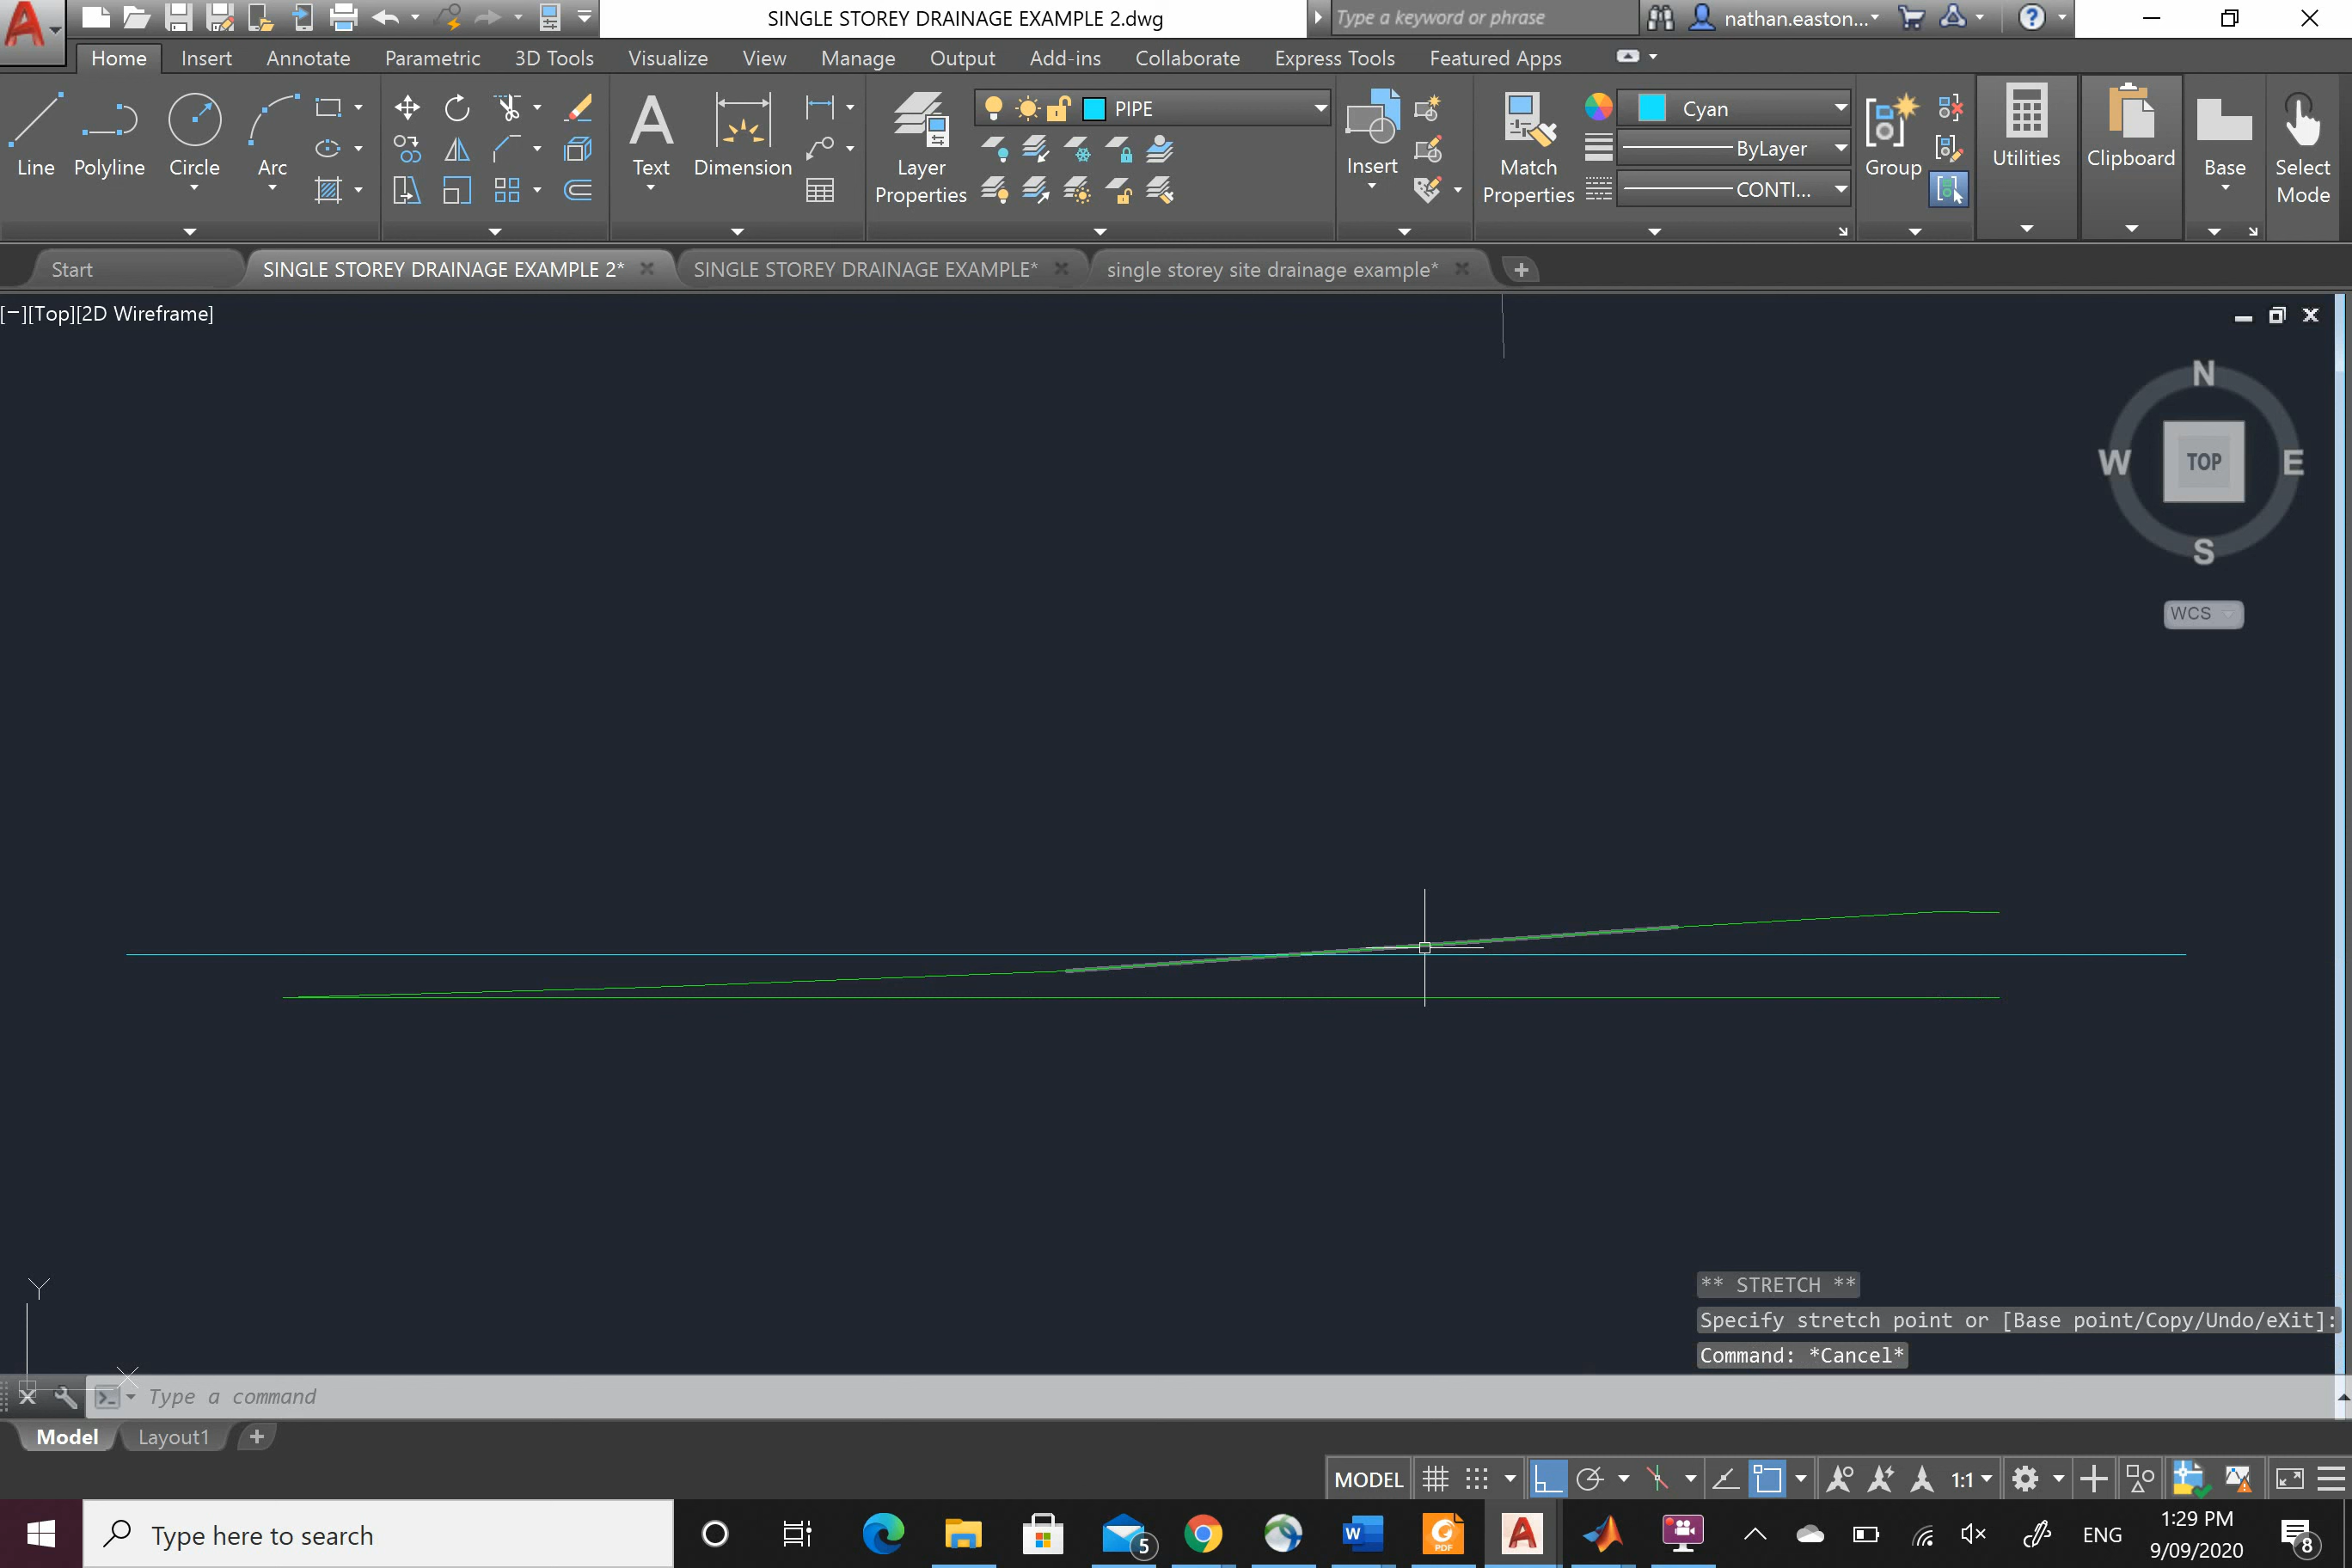 SINGLE STOREY DRAINAGE EXAMPLE 2.dwg
Type a keyword or phrase
nathan.easton...
Home Insert Annotate Parametric 3D Tools Visualize View Manage Output Add-ins Collaborate Express Tools Featured Apps
Line
Polyline
Circle
Arc
Text
Dimension
Layer
Properties
PIPE
Insert
Match
Properties
Cyan
ByLayer
CONTI...
Group
Utilities
Clipboard
Base
Select
Mode
Start
SINGLE STOREY DRAINAGE EXAMPLE 2*
SINGLE STOREY DRAINAGE EXAMPLE*
single storey site drainage example*
[−][Top][2D Wireframe]
N
W
TOP
E
S
WCS
Y
X
** STRETCH **
Specify stretch point or [Base point/Copy/Undo/eXit]:
Command: *Cancel*
Type a command
Model
Layout1
MODEL
1:1
Type here to search
5
W
PDF
ENG
1:29 PM
9/09/2020
8